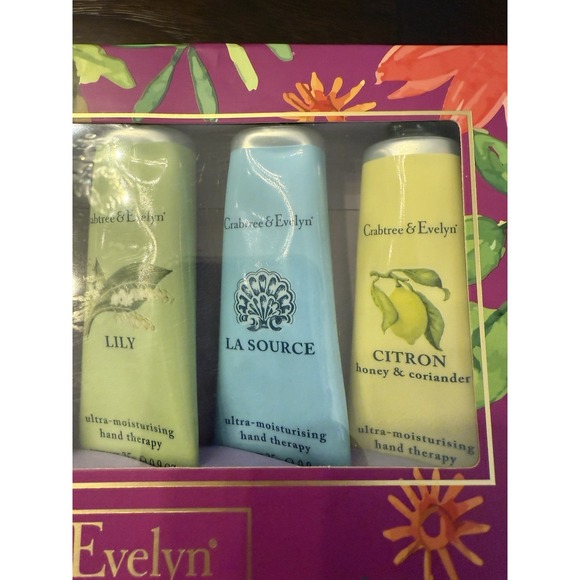 Crabtree & Evelyn®
LILY
ultra-moisturising
hand therapy
Crabtree & Evelyn®
LA SOURCE
ultra-moisturising
hand therapy
Crabtree & Evelyn®
CITRON
honey & coriander
ultra-moisturising
hand therapy
Evelyn®